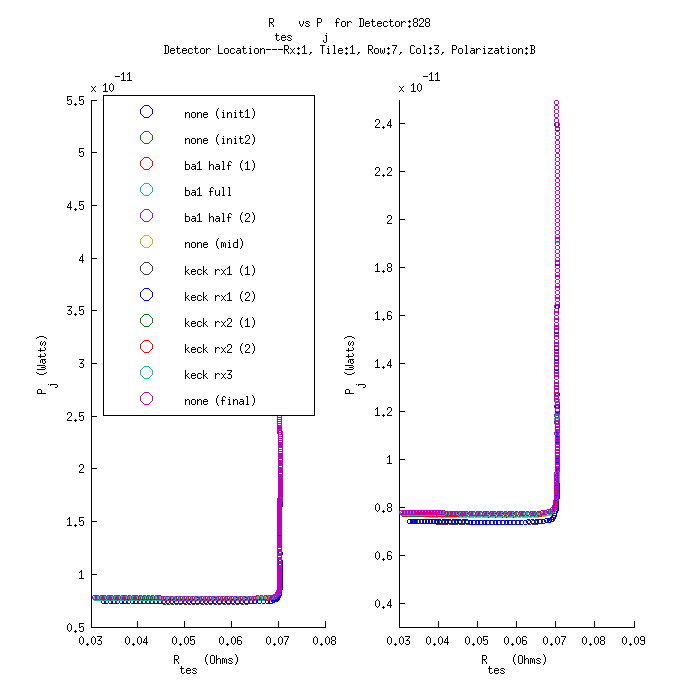 R_tes vs P_j for Detector:828
Detector Location---Rx:1, Tile:1, Row:7, Col:3, Polarization:B
x 10^-11
5.5
5
4.5
4
3.5
3
2.5
2
1.5
1
0.5
P_j (Watts)
0.03 0.04 0.05 0.06 0.07 0.08
R_tes (Ohms)
none (init1)
none (init2)
ba1 half (1)
ba1 full
ba1 half (2)
none (mid)
keck rx1 (1)
keck rx1 (2)
keck rx2 (1)
keck rx2 (2)
keck rx3
none (final)
x 10^-11
2.4
2.2
2
1.8
1.6
1.4
1.2
1
0.8
0.6
0.4
P_j (Watts)
0.03 0.04 0.05 0.06 0.07 0.08 0.09
R_tes (Ohms)